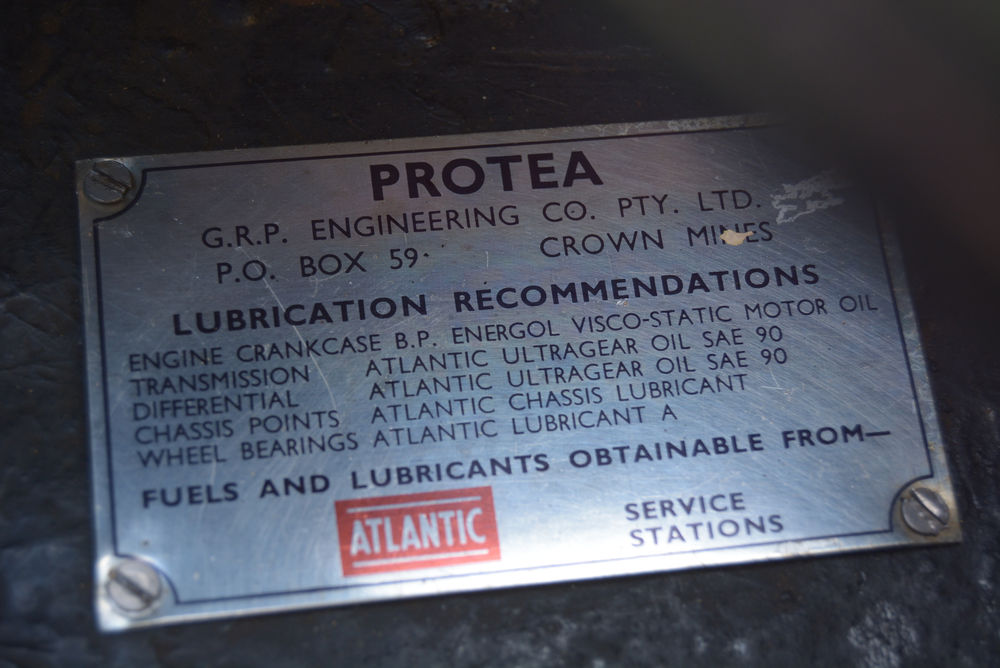 PROTEA
G.R.P. ENGINEERING CO. PTY. LTD.
P.O. BOX 59. CROWN MINES
LUBRICATION RECOMMENDATIONS
ENGINE CRANKCASE B.P. ENERGOL VISCO-STATIC MOTOR OIL
TRANSMISSION ATLANTIC ULTRAGEAR OIL SAE 90
DIFFERENTIAL ATLANTIC ULTRAGEAR OIL SAE 90
CHASSIS POINTS ATLANTIC CHASSIS LUBRICANT
WHEEL BEARINGS ATLANTIC LUBRICANT A
FUELS AND LUBRICANTS OBTAINABLE FROM—
ATLANTIC
SERVICE
STATIONS